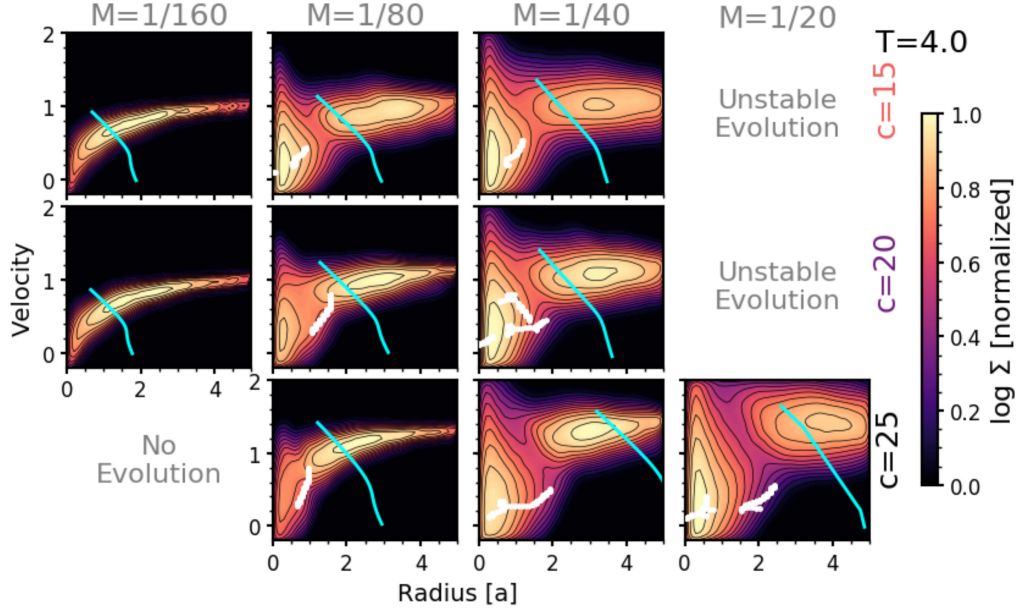 M=1/160 M=1/80 M=1/40 M=1/20
T=4.0
2
1
0
Unstable
Evolution
c=15
2
1
0
0 2 4
Unstable
Evolution
c=20
No
Evolution
2
1
0
0 2 4
0 2 4
0 2 4
c=25
Velocity
Radius [a]
1.0
0.8
0.6
0.4
0.2
0.0
log Σ [normalized]